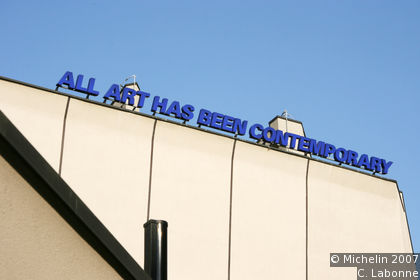 ALL ART HAS BEEN CONTEMPORARY
© Michelin 2007
C. Labonne